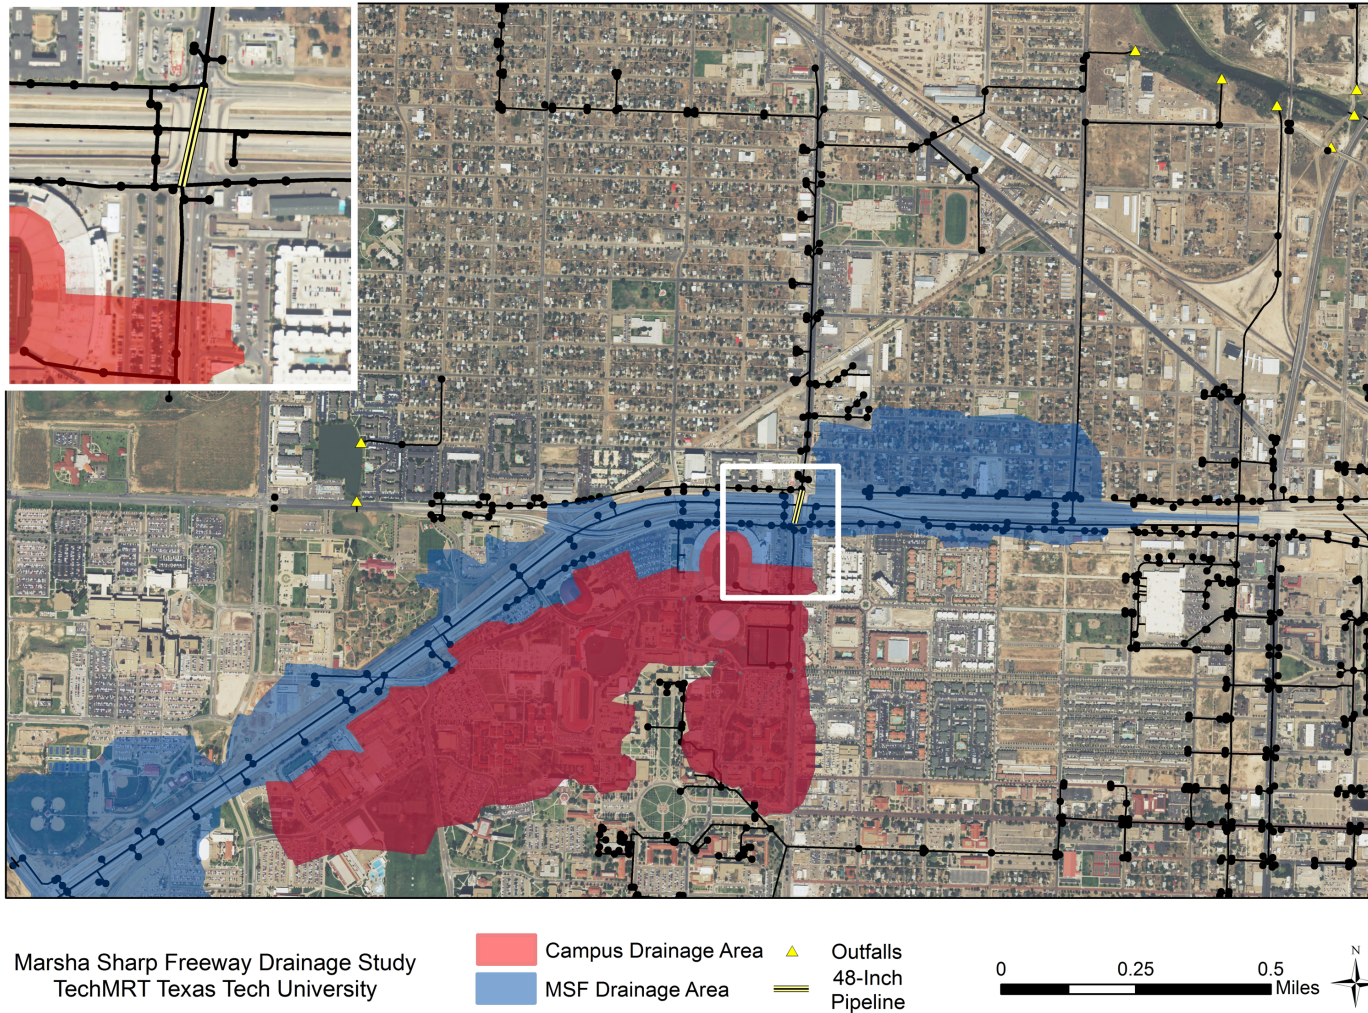 Marsha Sharp Freeway Drainage Study
TechMRT Texas Tech University
Campus Drainage Area
MSF Drainage Area
Outfalls
48-Inch
Pipeline
0 0.25 0.5
Miles
N